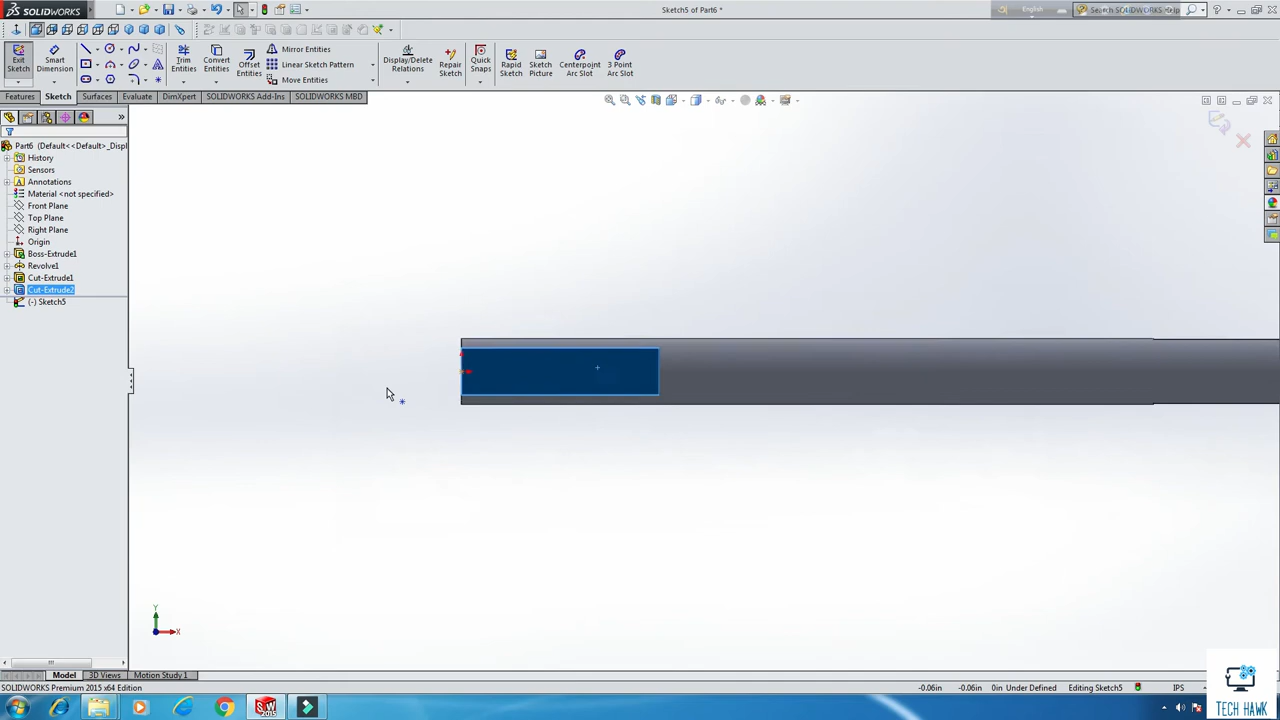 SOLIDWORKS
Sketch5 of Part6 *
English
Search SOLIDWORKS Help
Exit Sketch
Smart Dimension
Trim Entities
Convert Entities
Offset Entities
Mirror Entities
Linear Sketch Pattern
Move Entities
Display/Delete Relations
Repair Sketch
Quick Snaps
Rapid Sketch
Sketch Picture
Centerpoint Arc Slot
3 Point Arc Slot
Features Sketch Surfaces Evaluate DimXpert SOLIDWORKS Add-Ins SOLIDWORKS MBD
Part6 (Default<<Default>_Displ
History
Sensors
Annotations
Material <not specified>
Front Plane
Top Plane
Right Plane
Origin
Boss-Extrude1
Revolve1
Cut-Extrude1
Cut-Extrude2
(-) Sketch5
Y
X
Model 3D Views Motion Study 1
SOLIDWORKS Premium 2015 x64 Edition
-0.06in -0.06in 0in Under Defined Editing Sketch5 IPS
TECH HAWK